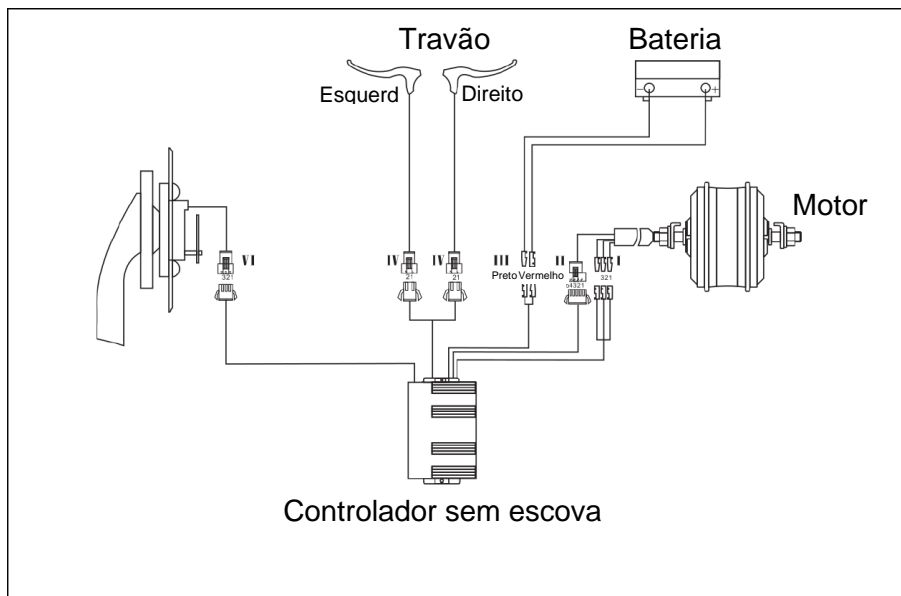 Travão
Bateria
Esquerd
Direito
- +
Motor
VI
IV
IV
III
II
I
Preto Vermelho
321
21
21
54321
321
Controlador sem escova